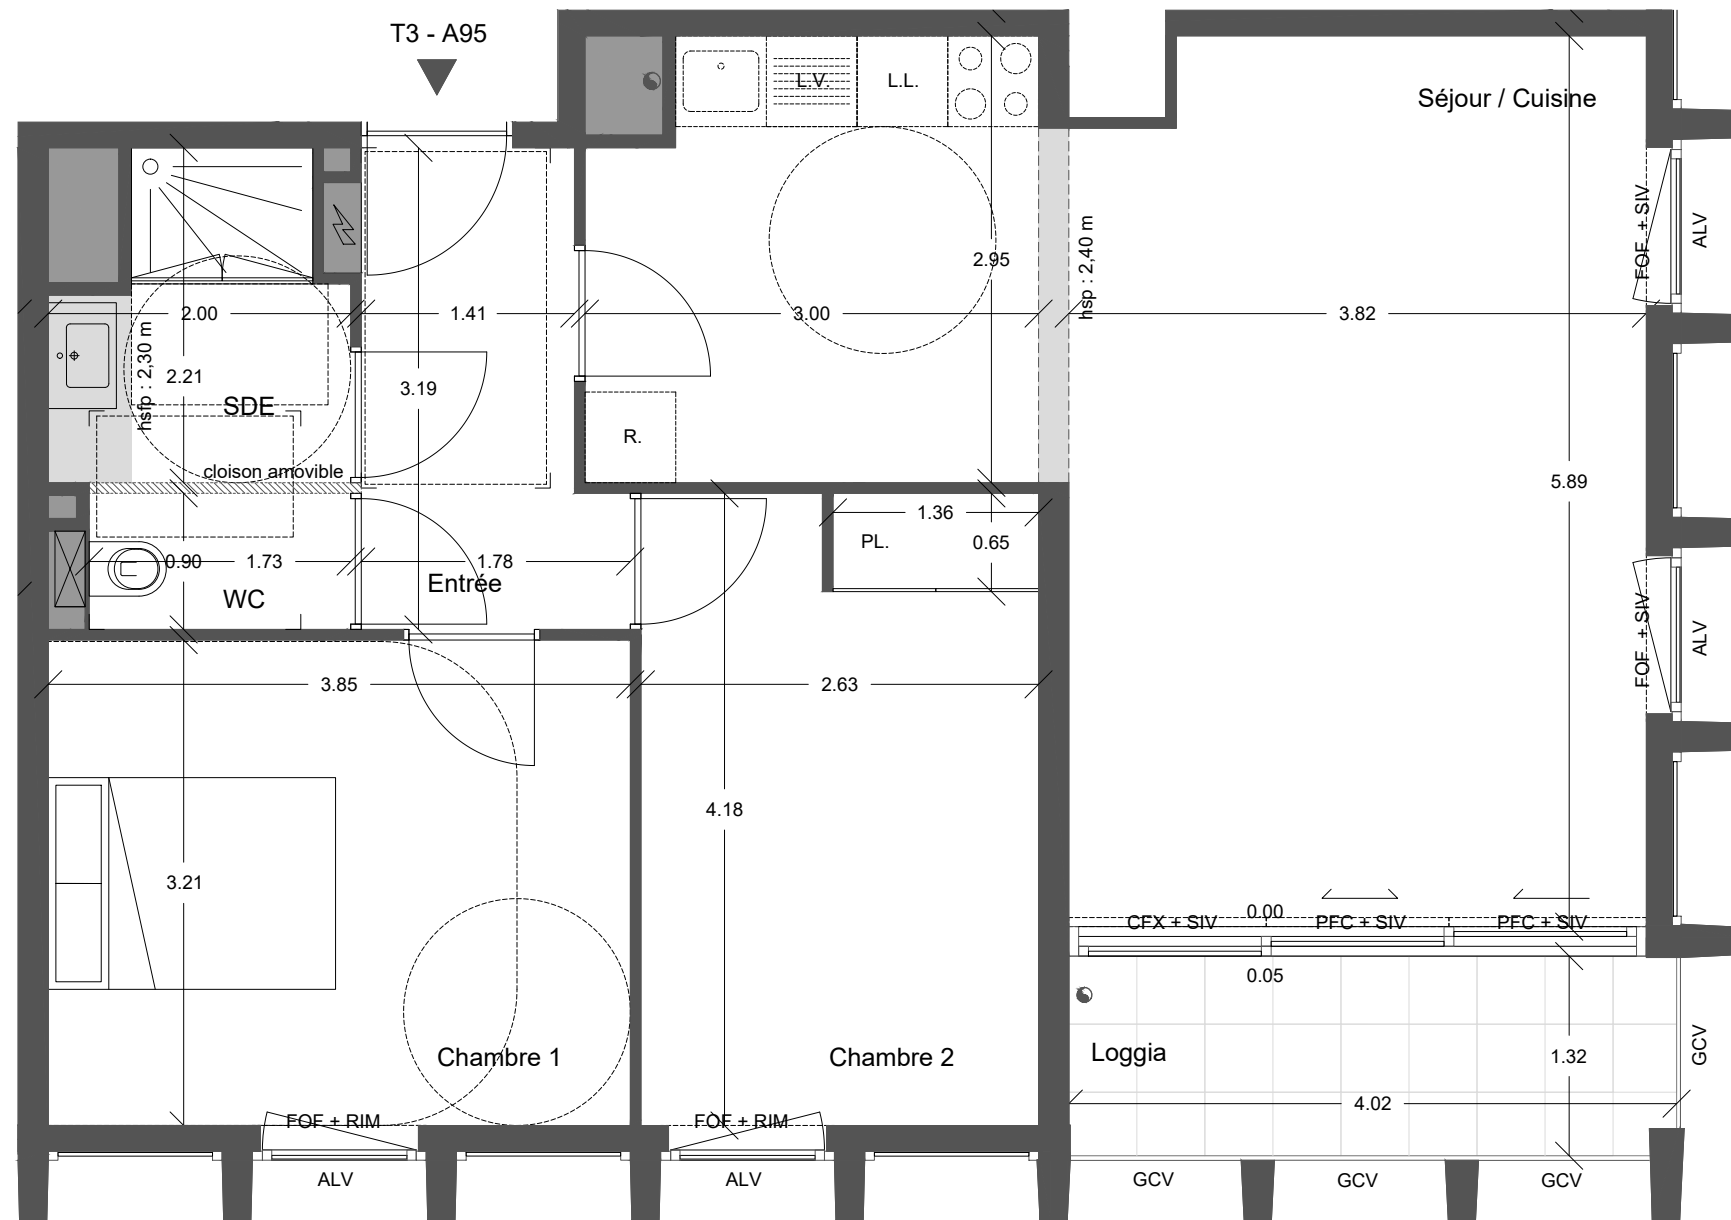 T3 - A95
L.V.
L.L.
Séjour / Cuisine
FOF + SIV
ALV
2.95
hsp : 2,40 m
2.00
1.41
3.00
3.82
hsfp : 2,30 m
2.21
3.19
SDE
R.
cloison amovible
5.89
1.36
PL.
0.65
0.90
1.73
1.78
Entrée
WC
FOF + SIV
ALV
3.85
2.63
4.18
3.21
0.00
CFX + SIV
PFC + SIV
PFC + SIV
0.05
Chambre 1
Chambre 2
Loggia
1.32
GCV
4.02
FOF + RIM
FOF + RIM
ALV
ALV
GCV
GCV
GCV